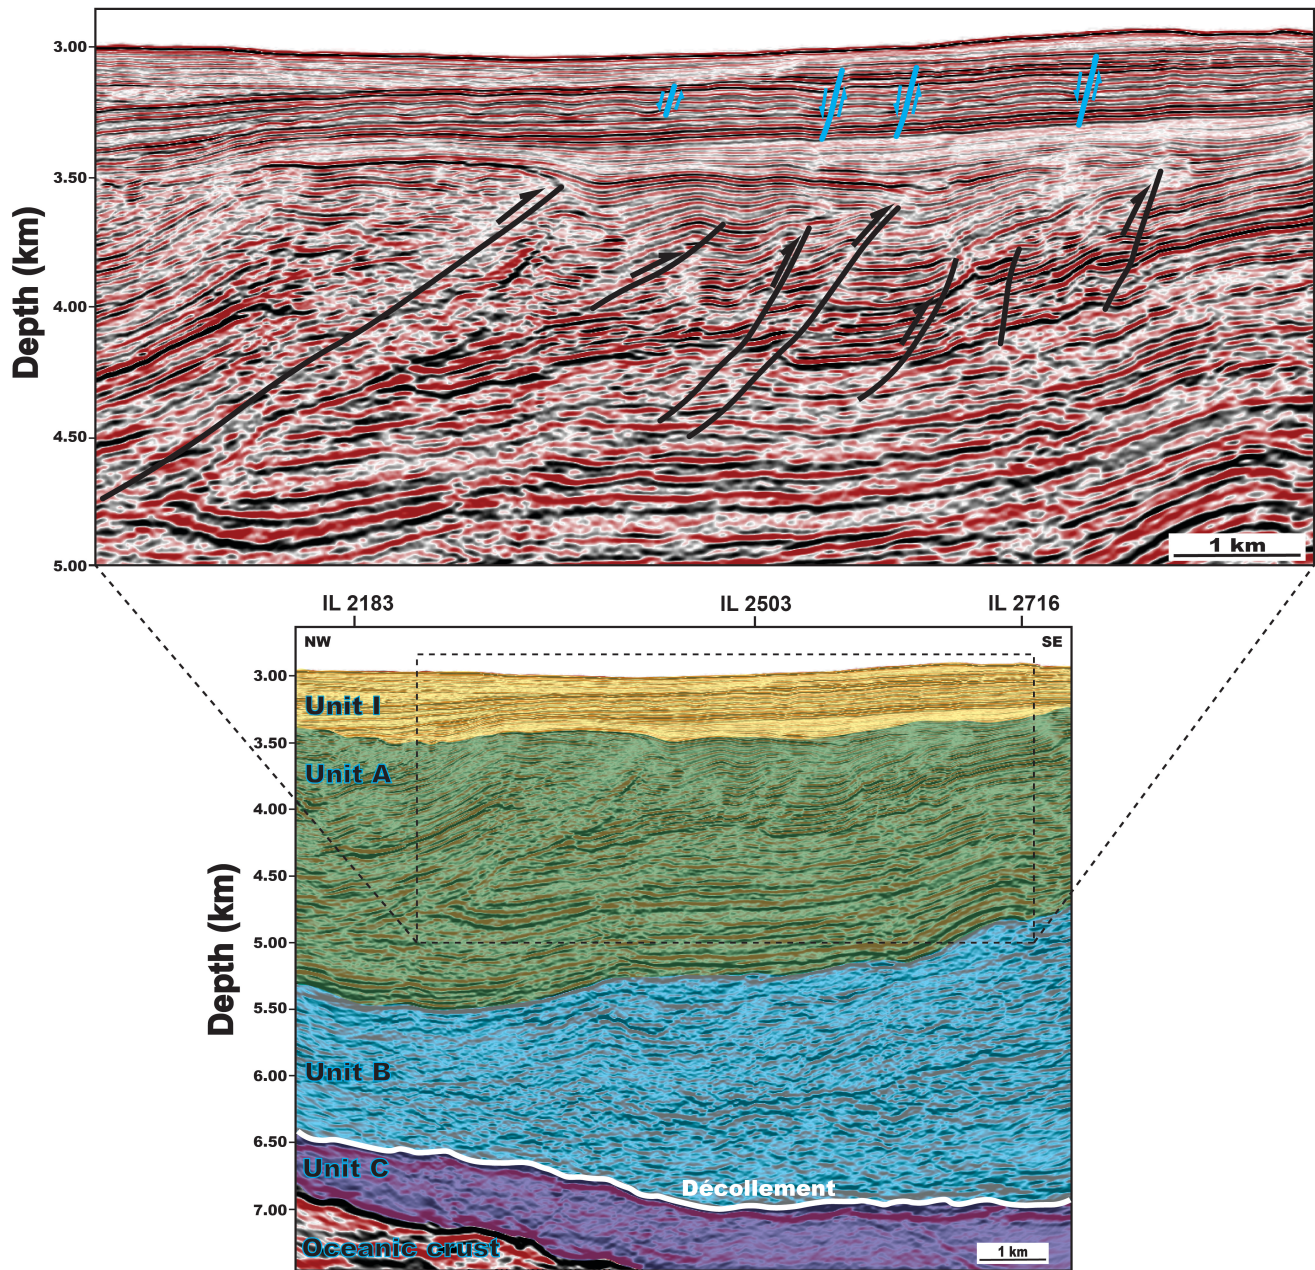 3.00
3.50
4.00
4.50
5.00
Depth (km)
1 km
IL 2183
IL 2503
IL 2716
NW
SE
3.00
3.50
4.00
4.50
5.00
5.50
6.00
6.50
7.00
Depth (km)
Unit I
Unit A
Unit B
Unit C
Décollement
Oceanic crust
1 km